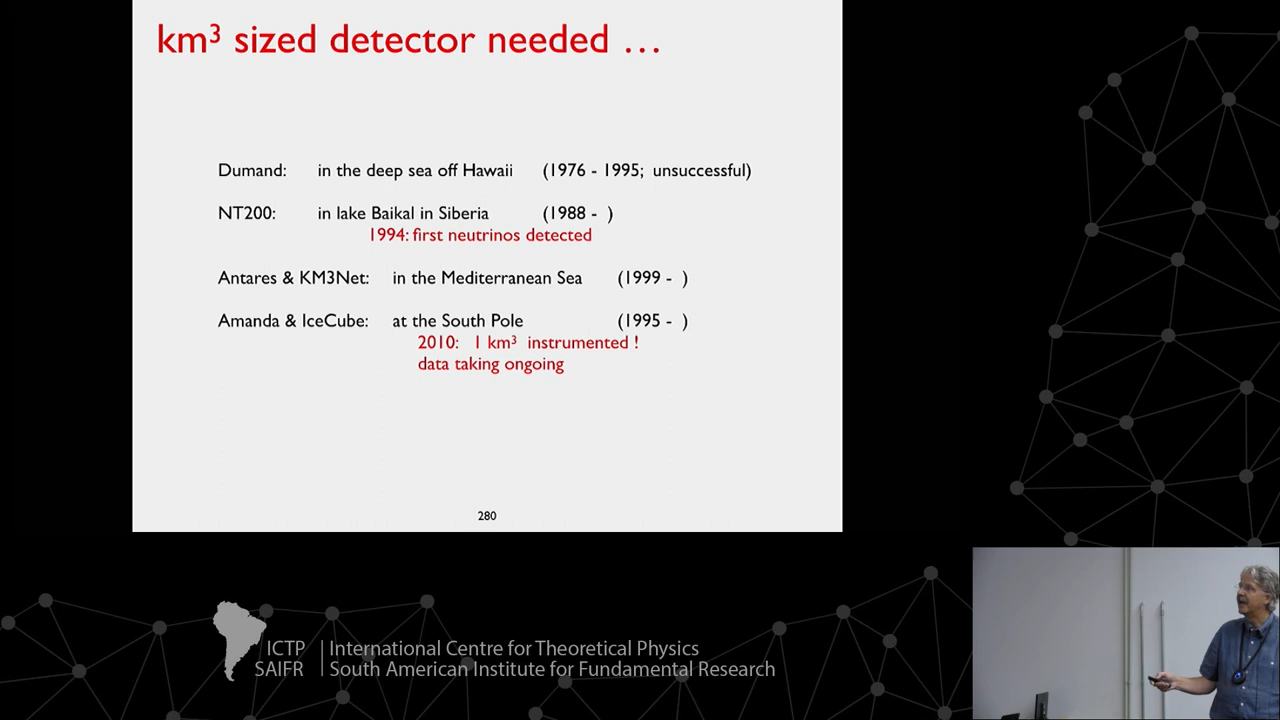 km³ sized detector needed …
Dumand: in the deep sea off Hawaii (1976 - 1995; unsuccessful)
NT200: in lake Baikal in Siberia (1988 - )
1994: first neutrinos detected
Antares & KM3Net: in the Mediterranean Sea (1999 - )
Amanda & IceCube: at the South Pole (1995 - )
2010: 1 km³ instrumented !
data taking ongoing
280
ICTP International Centre for Theoretical Physics
SAIFR South American Institute for Fundamental Research